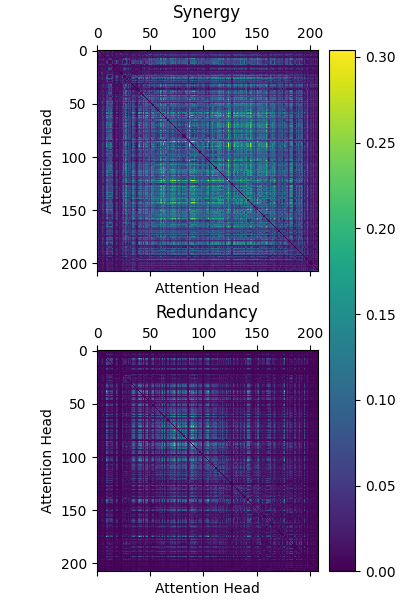 Synergy
0 50 100 150 200
0
50
100
150
200
Attention Head
Attention Head
Redundancy
0 50 100 150 200
0
50
100
150
200
Attention Head
Attention Head
0.30
0.25
0.20
0.15
0.10
0.05
0.00